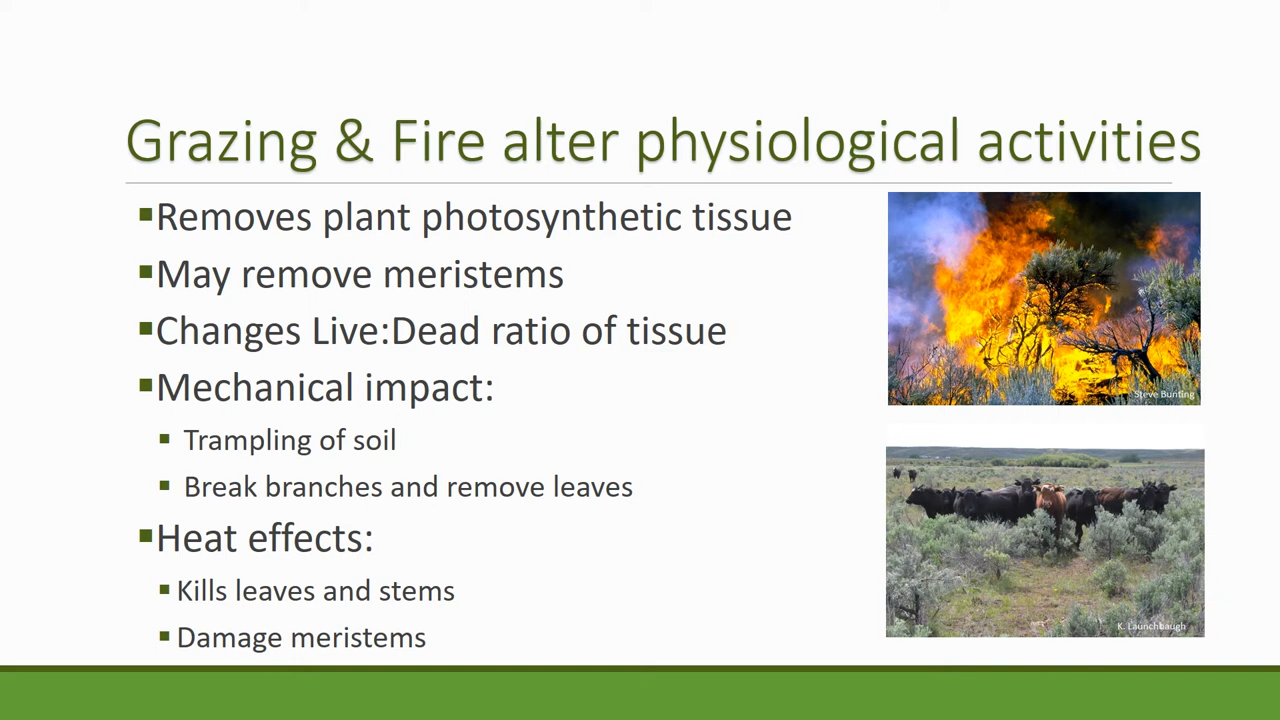 Grazing & Fire alter physiological activities
▪Removes plant photosynthetic tissue
▪May remove meristems
▪Changes Live:Dead ratio of tissue
▪Mechanical impact:
▪ Trampling of soil
▪ Break branches and remove leaves
▪Heat effects:
▪Kills leaves and stems
▪Damage meristems
Steve Bunting
K. Launchbaugh